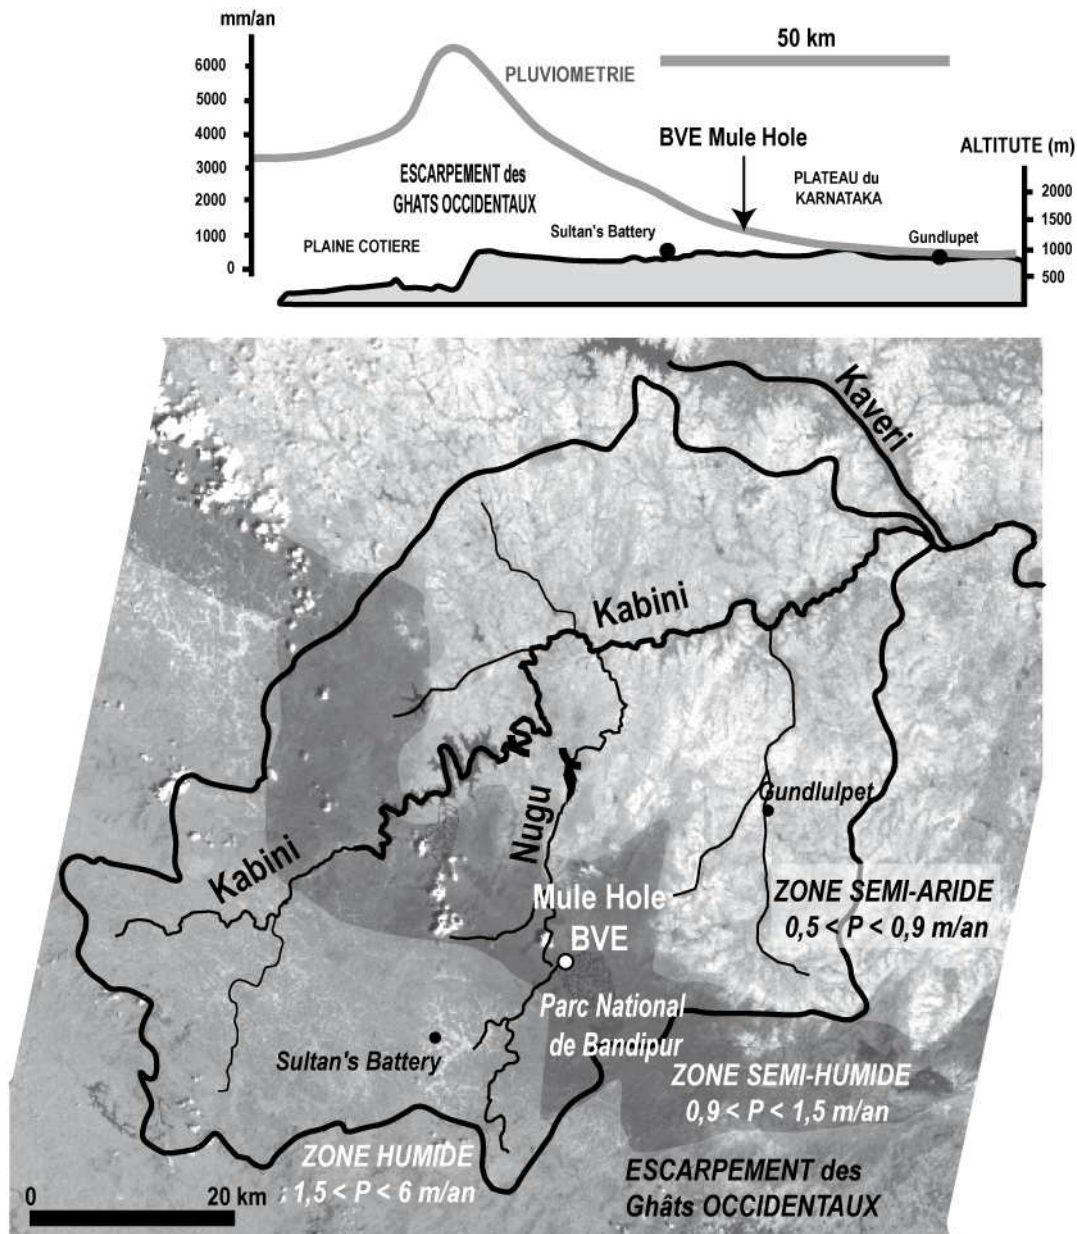 mm/an
50 km
6000
PLUVIOMETRIE
5000
4000
BVE Mule Hole
ALTITUTE (m)
3000
ESCARPEMENT des
GHATS OCCIDENTAUX
PLATEAU du
KARNATAKA
2000
2000
1500
1000
Sultan's Battery
Gundlupet
PLAINE COTIERE
1000
0
500
Kaveri
Kabini
Gundlulpet
Nugu
Kabini
Mule Hole
BVE
ZONE SEMI-ARIDE
0,5 < P < 0,9 m/an
Parc National
de Bandipur
Sultan's Battery
ZONE SEMI-HUMIDE
0,9 < P < 1,5 m/an
ZONE HUMIDE
: 1,5 < P < 6 m/an
ESCARPEMENT des
Ghâts OCCIDENTAUX
0
20 km